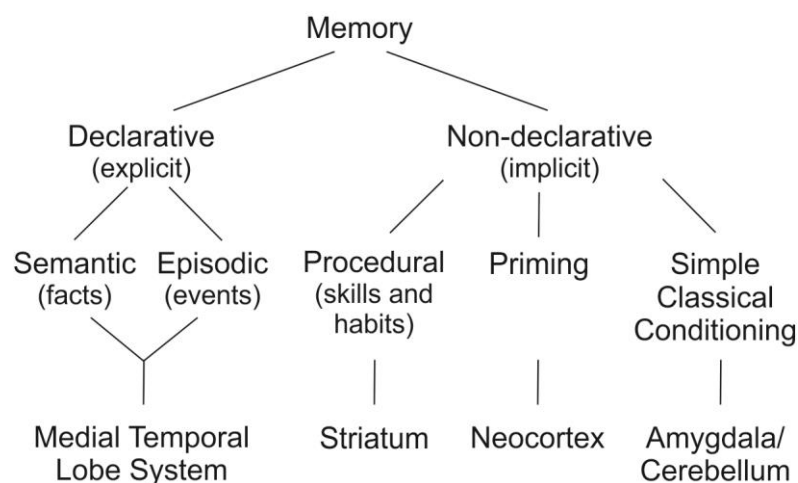 Memory
Declarative
(explicit)
Non-declarative
(implicit)
Semantic
(facts)
Episodic
(events)
Procedural
(skills and
habits)
Priming
Simple
Classical
Conditioning
Medial Temporal
Lobe System
Striatum
Neocortex
Amygdala/
Cerebellum